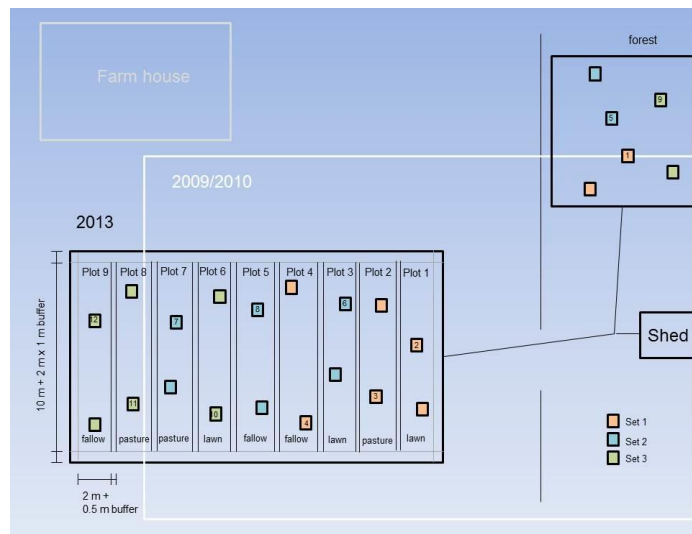 forest
Farm house
9
5
1
2009/2010
2013
Plot 9 Plot 8 Plot 7 Plot 6 Plot 5 Plot 4 Plot 3 Plot 2 Plot 1
12
7
8
6
2
11
10
4
3
fallow pasture pasture lawn fallow fallow lawn pasture lawn
10 m + 2 m x 1 m buffer
Shed
Set 1
Set 2
Set 3
2 m +
0.5 m buffer